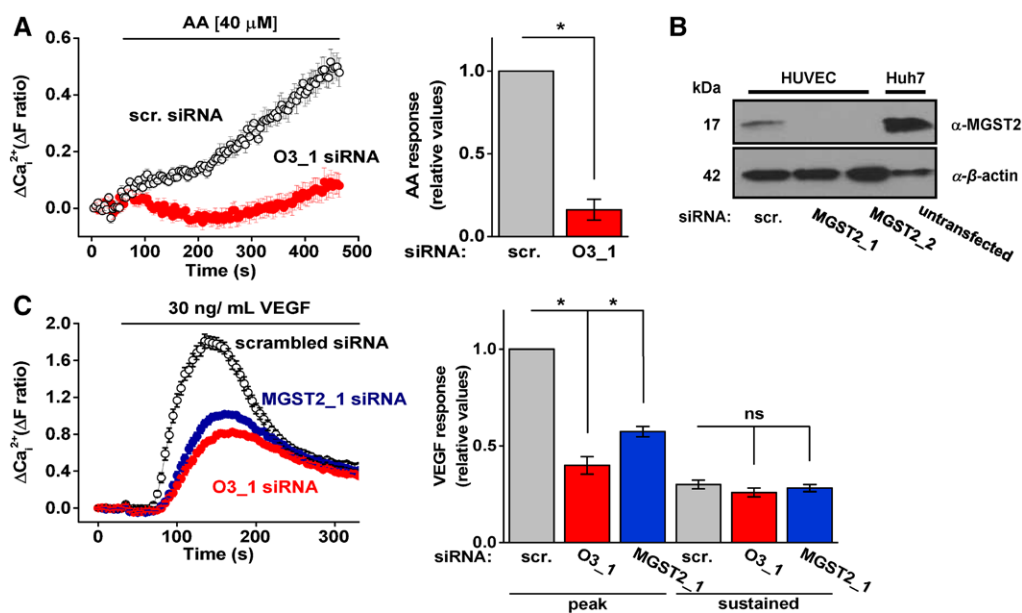 A
AA [40 μM]
ΔCa²⁺ᵢ(ΔF ratio)
0.6
0.4
0.2
0.0
scr. siRNA
O3_1 siRNA
0 100 200 300 400 500
Time (s)
AA response
(relative values)
1.0
0.5
0
*
siRNA: scr. O3_1
B
kDa
HUVEC Huh7
17 α-MGST2
42 α-β-actin
siRNA: scr. MGST2_1 MGST2_2 untransfected
C
30 ng/ mL VEGF
ΔCa²⁺ᵢ(ΔF ratio)
2.0
1.6
1.2
0.8
0.4
0.0
scrambled siRNA
MGST2_1 siRNA
O3_1 siRNA
0 100 200 300
Time (s)
VEGF response
(relative values)
1.0
0.5
0.0
* *
ns
siRNA: scr. O3_1 MGST2_1 scr. O3_1 MGST2_1
peak sustained